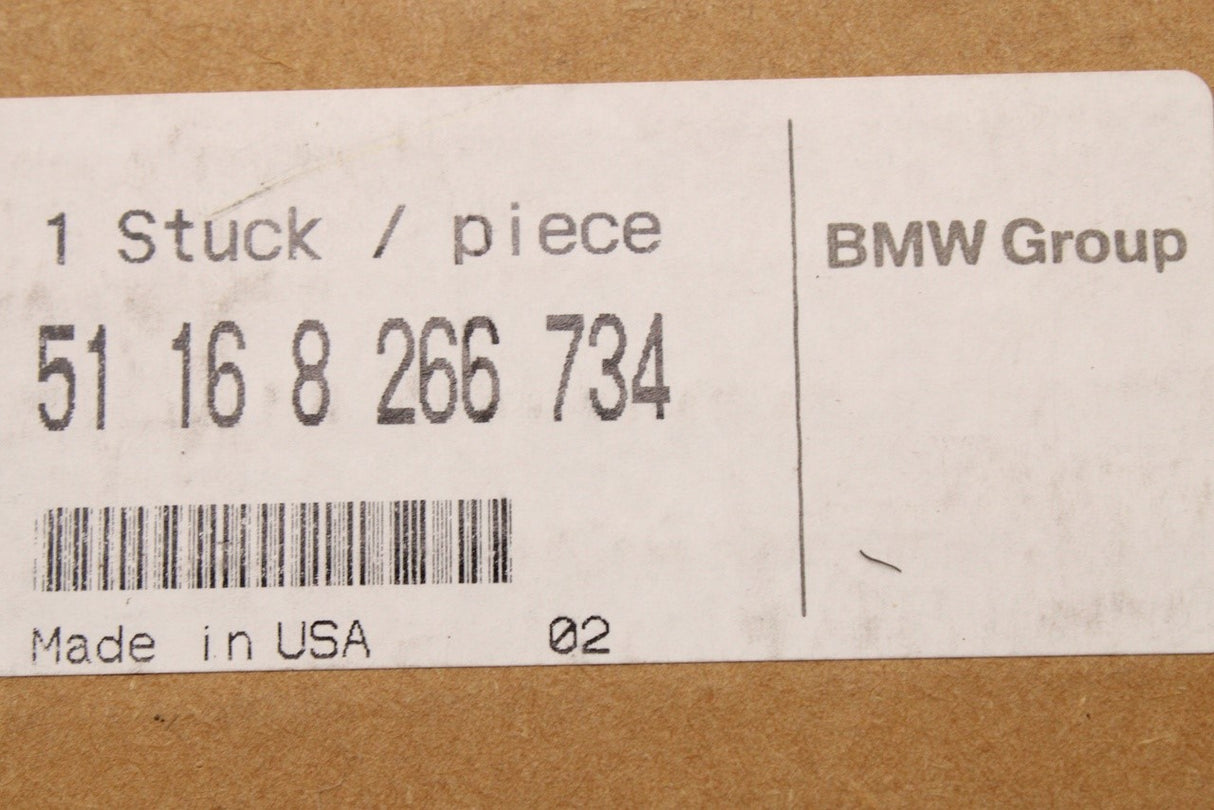 1 Stuck / piece
BMW Group
51 16 8 266 734
Made in USA 02